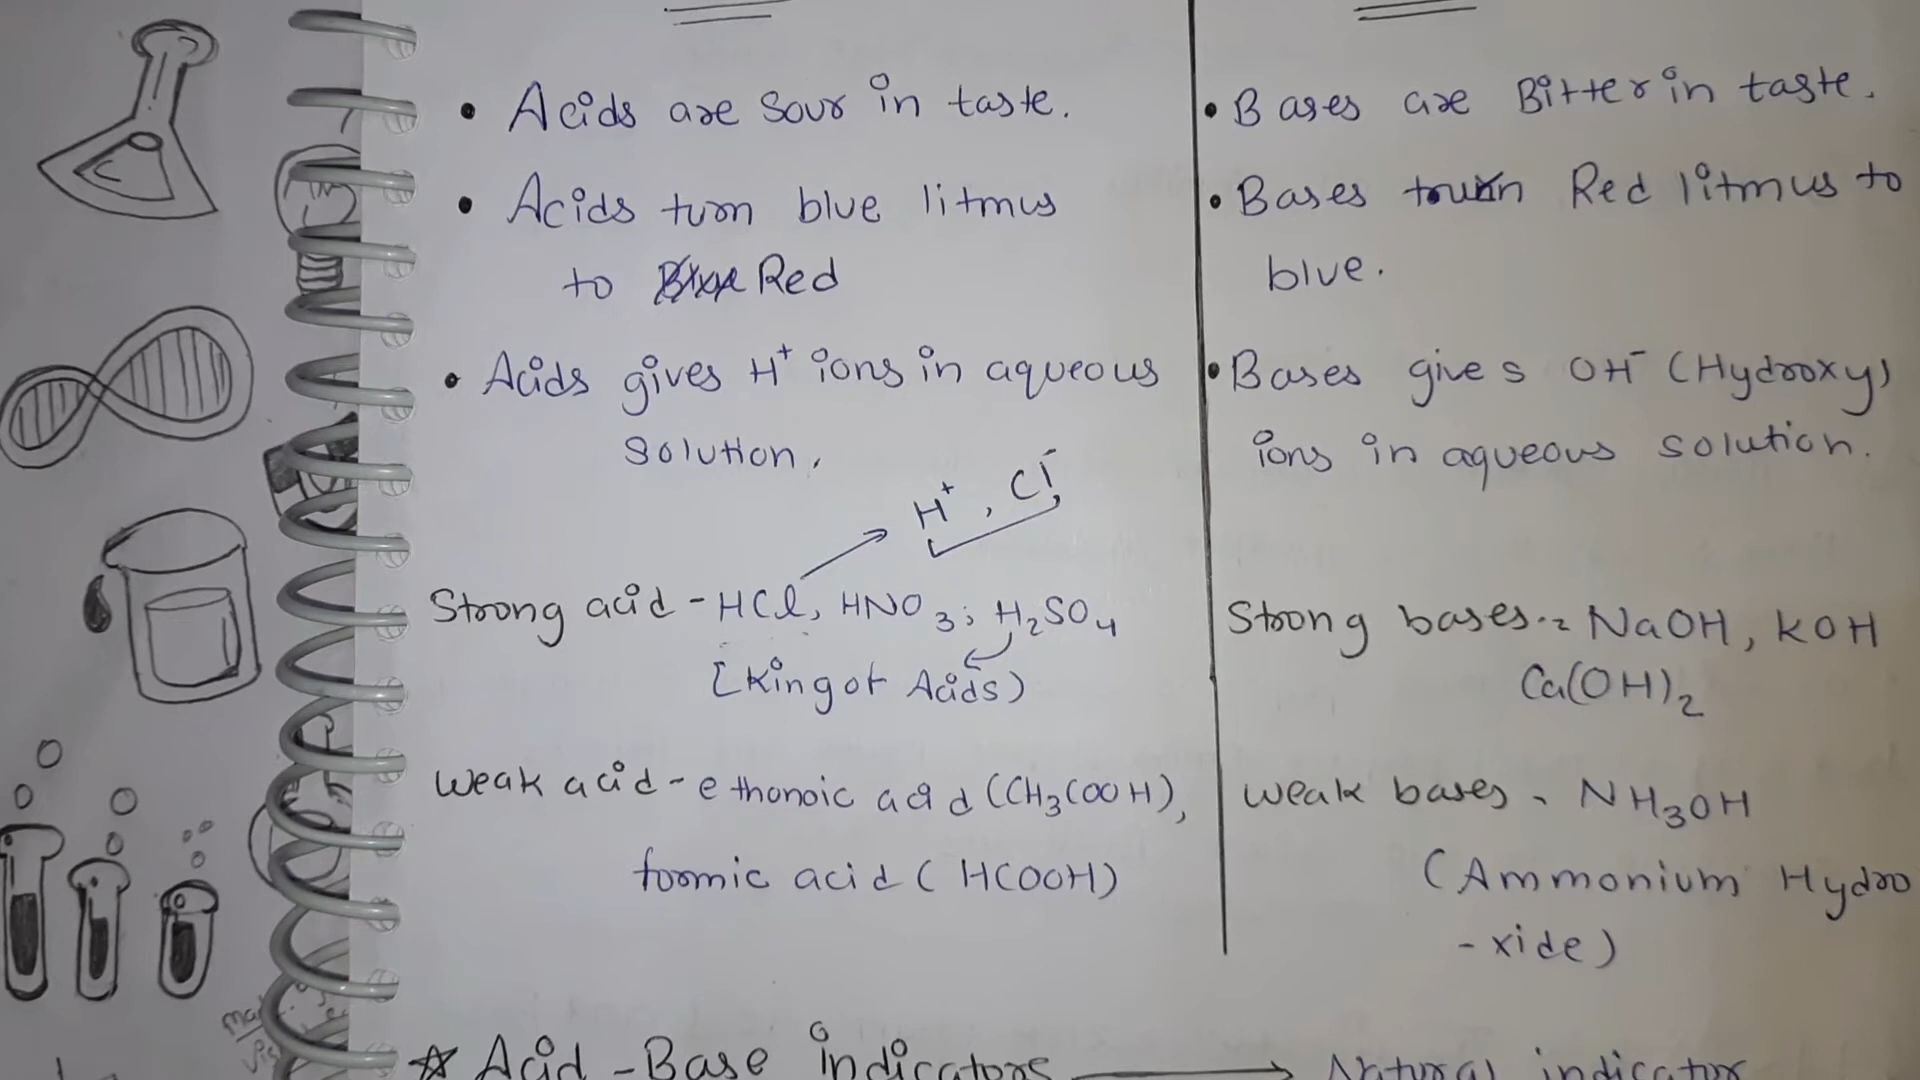 • Acids are Sour in taste.
• Acids turn blue litmus
to Red
• Acids gives H⁺ ions in aqueous
solution.
H⁺, Cl⁻
Strong acid - HCl, HNO₃, H₂SO₄
[King of Acids)
Weak acid - ethonoic acid (CH₃COOH),
formic acid (HCOOH)
• Bases are Bitter in taste.
• Bases turn Red litmus to
blue.
• Bases gives OH⁻ (Hydroxy)
ions in aqueous solution.
Strong bases.. NaOH, KOH
Ca(OH)₂
Weak bases - NH₃OH
(Ammonium Hydro
-xide)
☆ Acid - Base indicators → Natural indicator